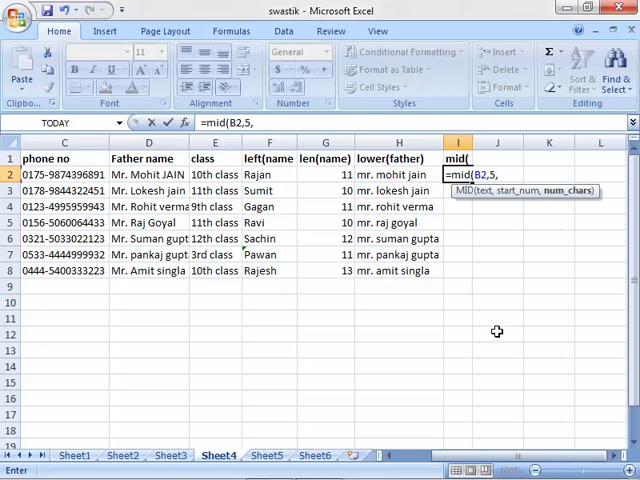 swastik - Microsoft Excel
Home Insert Page Layout Formulas Data Review View
Paste
11
General
Conditional Formatting
Format as Table
Cell Styles
Insert
Delete
Format
Sort & Filter
Find & Select
Clipboard Font Alignment Number Styles Cells Editing
TODAY =mid(B2,5,
C D E F G H I J K L
1 phone no Father name class left(name len(name) lower(father) mid(
2 0175-9874396891 Mr. Mohit JAIN 10th class Rajan 11 mr. mohit jain =mid(B2,5,
MID(text, start_num, num_chars)
3 0178-9844322451 Mr. Lokesh jain 11th class Sumit 10 mr. lokesh jain
4 0123-4995959943 Mr. Rohit verma 9th class Gagan 11 mr. rohit verma
5 0156-5060064433 Mr. Raj Goyal 11th class Ravi 10 mr. raj goyal
6 0321-5033022123 Mr. Suman gupt 12th class Sachin 12 mr. suman gupta
7 0533-4444999932 Mr. pankaj gupt 3rd class Pawan 11 mr. pankaj gupta
8 0444-5400333223 Mr. Amit singla 10th class Rajesh 13 mr. amit singla
9
10
11
12
13
14
15
16
17
18
19
Sheet1 Sheet2 Sheet3 Sheet4 Sheet5 Sheet6
Enter 100%